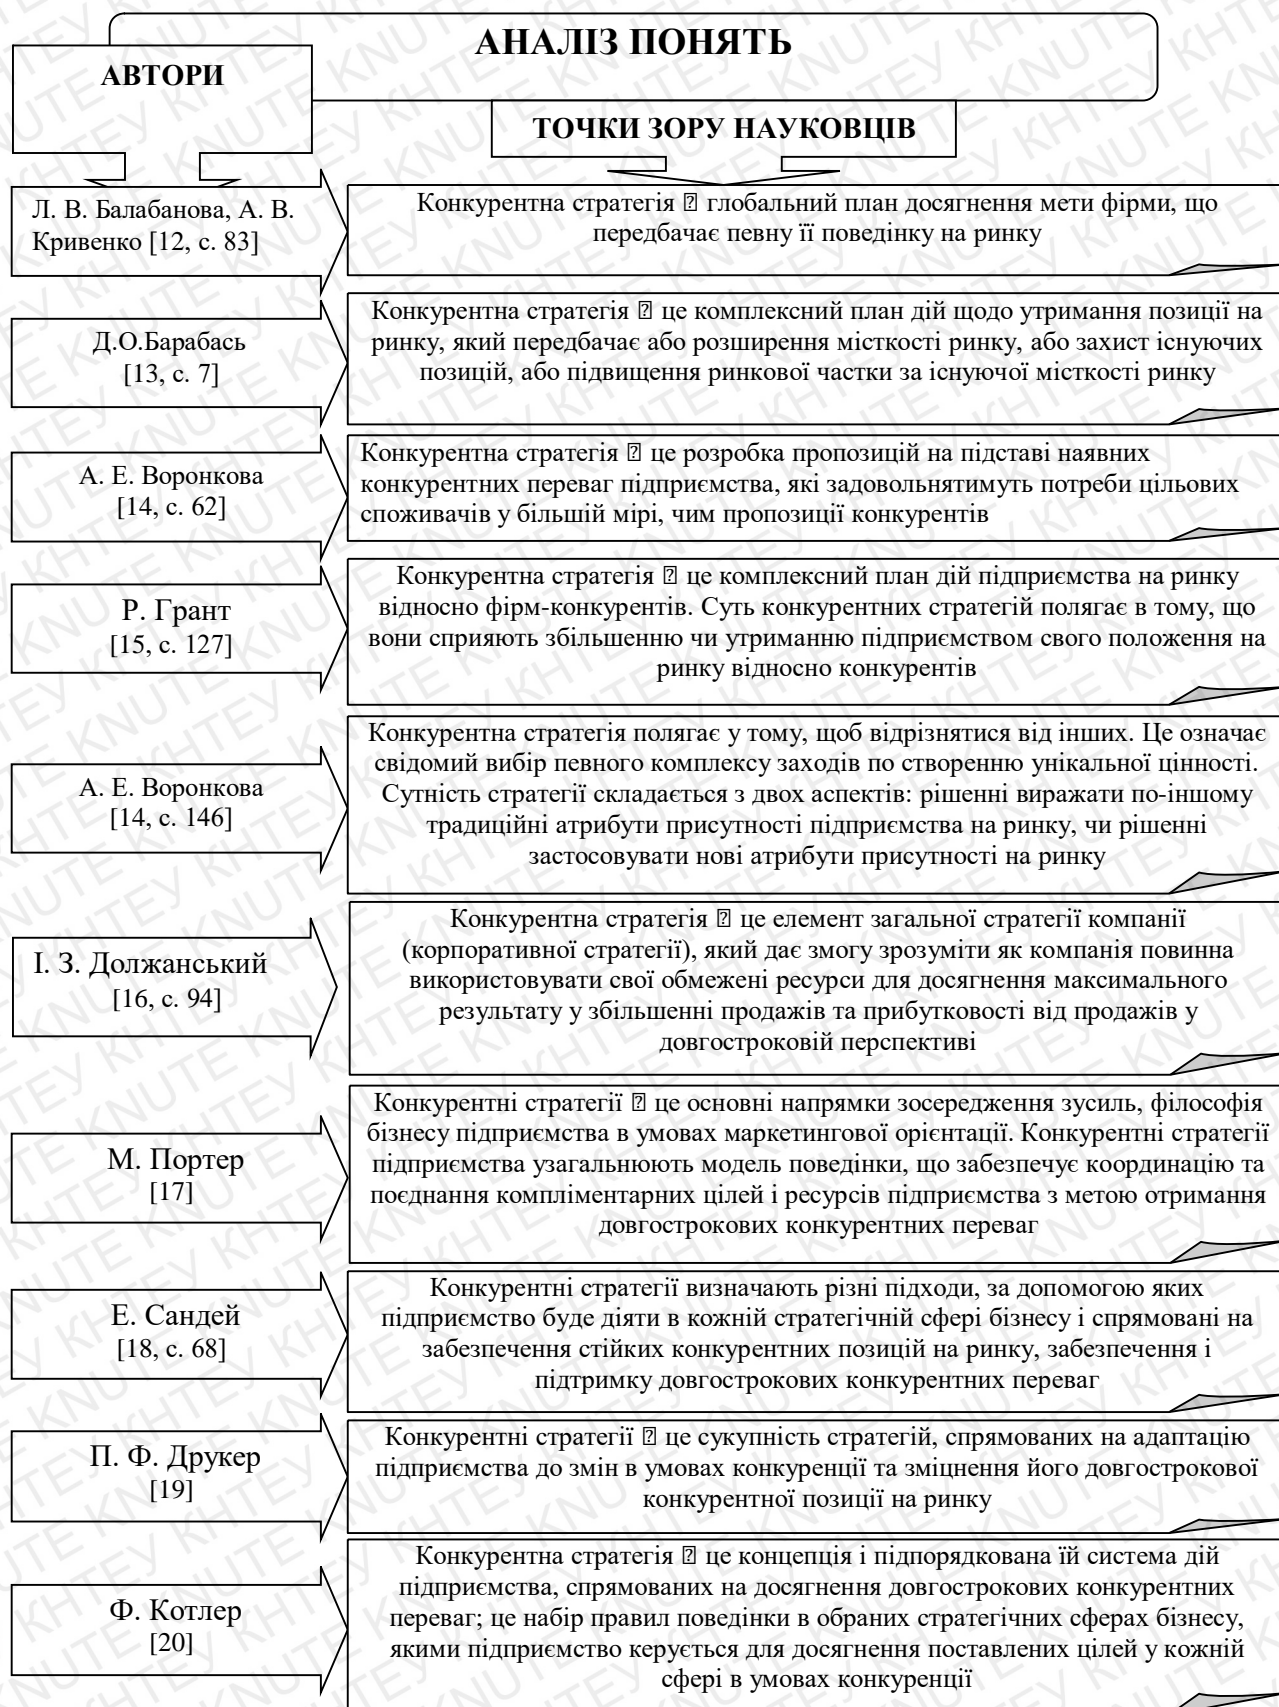 АНАЛІЗ ПОНЯТЬ
АВТОРИ
ТОЧКИ ЗОРУ НАУКОВЦІВ
Л. В. Балабанова, А. В.
Кривенко [12, с. 83]
Конкурентна стратегія � глобальний план досягнення мети фірми, що
передбачає певну її поведінку на ринку
Д.О.Барабась
[13, с. 7]
Конкурентна стратегія � це комплексний план дій щодо утримання позиції на
ринку, який передбачає або розширення місткості ринку, або захист існуючих
позицій, або підвищення ринкової частки за існуючої місткості ринку
А. Е. Воронкова
[14, с. 62]
Конкурентна стратегія � це розробка пропозицій на підставі наявних
конкурентних переваг підприємства, які задовольнятимуть потреби цільових
споживачів у більшій мірі, чим пропозиції конкурентів
Р. Грант
[15, с. 127]
Конкурентна стратегія � це комплексний план дій підприємства на ринку
відносно фірм-конкурентів. Суть конкурентних стратегій полягає в тому, що
вони сприяють збільшенню чи утриманню підприємством свого положення на
ринку відносно конкурентів
А. Е. Воронкова
[14, с. 146]
Конкурентна стратегія полягає у тому, щоб відрізнятися від інших. Це означає
свідомий вибір певного комплексу заходів по створенню унікальної цінності.
Сутність стратегії складається з двох аспектів: рішенні виражати по-іншому
традиційні атрибути присутності підприємства на ринку, чи рішенні
застосовувати нові атрибути присутності на ринку
І. З. Должанський
[16, с. 94]
Конкурентна стратегія � це елемент загальної стратегії компанії
(корпоративної стратегії), який дає змогу зрозуміти як компанія повинна
використовувати свої обмежені ресурси для досягнення максимального
результату у збільшенні продажів та прибутковості від продажів у
довгостроковій перспективі
М. Портер
[17]
Конкурентні стратегії � це основні напрямки зосередження зусиль, філософія
бізнесу підприємства в умовах маркетингової орієнтації. Конкурентні стратегії
підприємства узагальнюють модель поведінки, що забезпечує координацію та
поєднання компліментарних цілей і ресурсів підприємства з метою отримання
довгострокових конкурентних переваг
Е. Сандей
[18, с. 68]
Конкурентні стратегії визначають різні підходи, за допомогою яких
підприємство буде діяти в кожній стратегічній сфері бізнесу і спрямовані на
забезпечення стійких конкурентних позицій на ринку, забезпечення і
підтримку довгострокових конкурентних переваг
П. Ф. Друкер
[19]
Конкурентні стратегії � це сукупність стратегій, спрямованих на адаптацію
підприємства до змін в умовах конкуренції та зміцнення його довгострокової
конкурентної позиції на ринку
Ф. Котлер
[20]
Конкурентна стратегія � це концепція і підпорядкована їй система дій
підприємства, спрямованих на досягнення довгострокових конкурентних
переваг; це набір правил поведінки в обраних стратегічних сферах бізнесу,
якими підприємство керується для досягнення поставлених цілей у кожній
сфері в умовах конкуренції